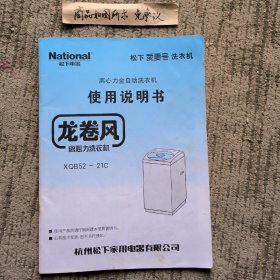 商品如图所示 免争议
National
松下电器
松下爱妻号洗衣机
离心力全自动洗衣机
使用说明书
龙卷风
离心力洗衣机
XQB52－21C
杭州松下家用电器有限公司